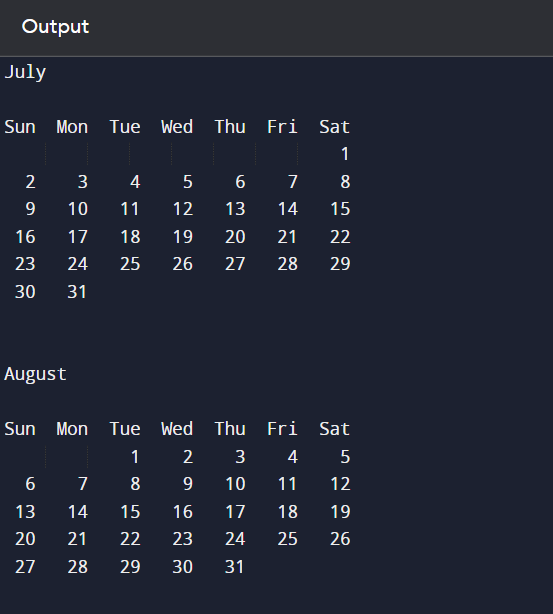 Output
July
Sun Mon Tue Wed Thu Fri Sat
1
2 3 4 5 6 7 8
9 10 11 12 13 14 15
16 17 18 19 20 21 22
23 24 25 26 27 28 29
30 31
August
Sun Mon Tue Wed Thu Fri Sat
1 2 3 4 5
6 7 8 9 10 11 12
13 14 15 16 17 18 19
20 21 22 23 24 25 26
27 28 29 30 31